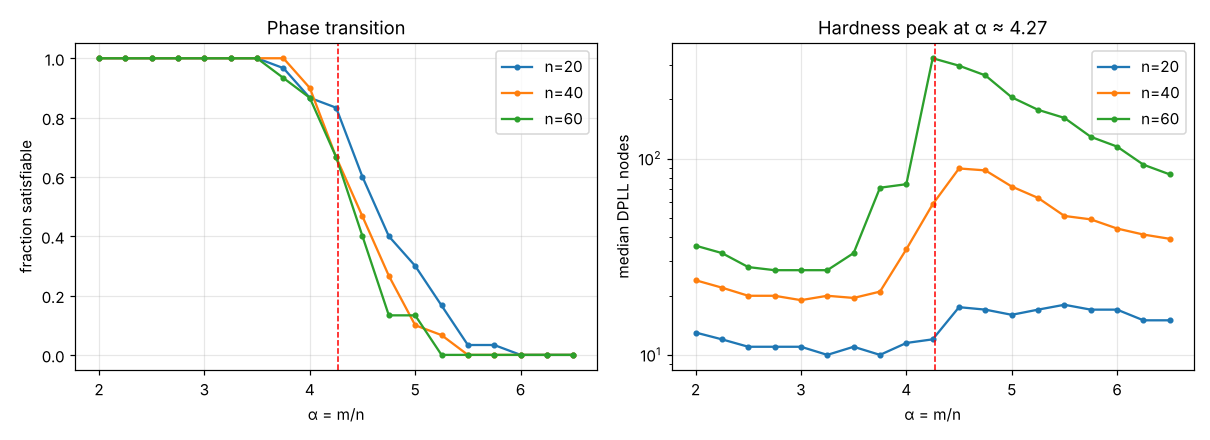 Phase transition
fraction satisfiable
1.0
0.8
0.6
0.4
0.2
0.0
n=20
n=40
n=60
2
3
4
5
6
α = m/n
Hardness peak at α ≈ 4.27
median DPLL nodes
10²
10¹
n=20
n=40
n=60
2
3
4
5
6
α = m/n